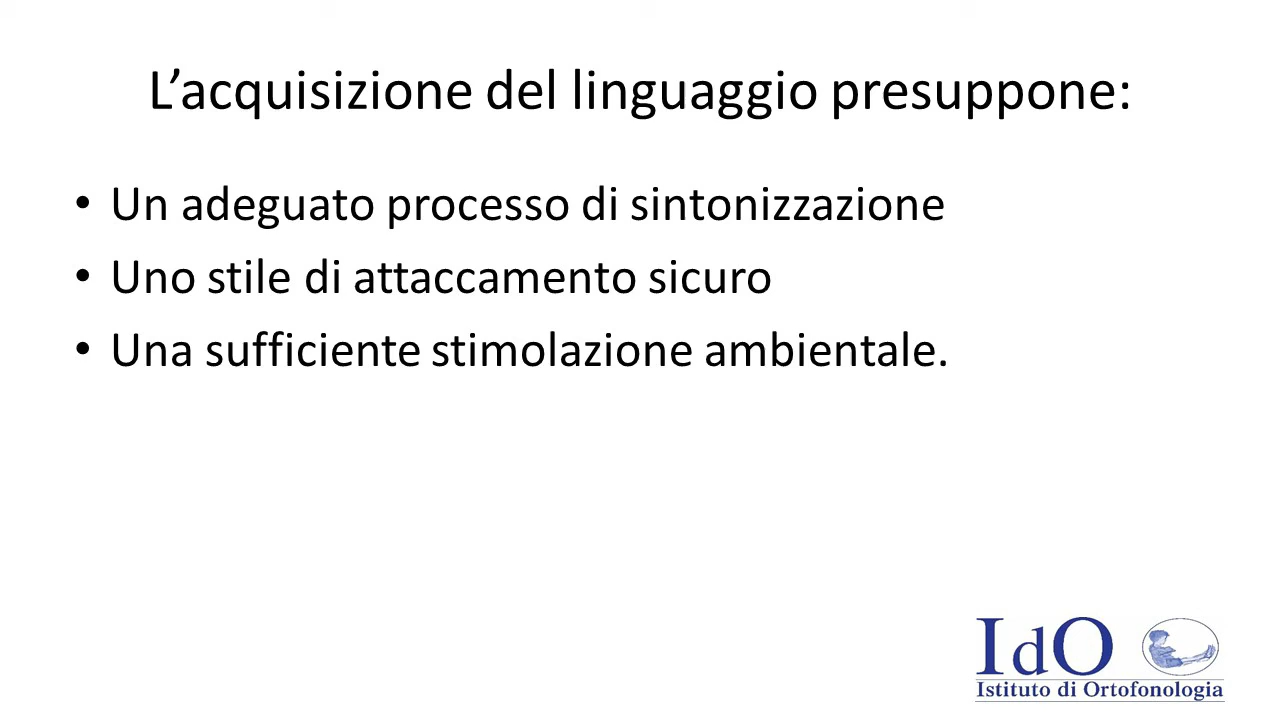 L’acquisizione del linguaggio presuppone:
• Un adeguato processo di sintonizzazione
• Uno stile di attaccamento sicuro
• Una sufficiente stimolazione ambientale.
IdO
Istituto di Ortofonologia